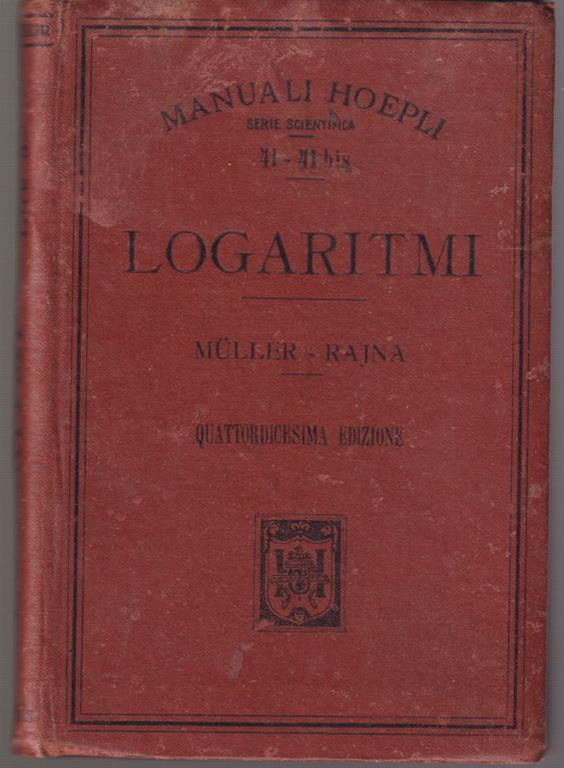 MANUALI HOEPLI
SERIE SCIENTIFICA
41 - 41 bis
LOGARITMI
MÜLLER - RAJNA
QUATTORDICESIMA EDIZIONE